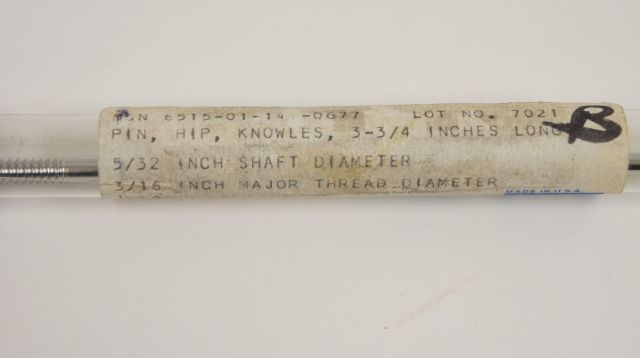 NSN 6515-01-14 -0677 LOT NO. 7021
PIN, HIP, KNOWLES, 3-3/4 INCHES LONG
B
5/32 INCH SHAFT DIAMETER
3/16 INCH MAJOR THREAD DIAMETER
MADE IN U.S.A.